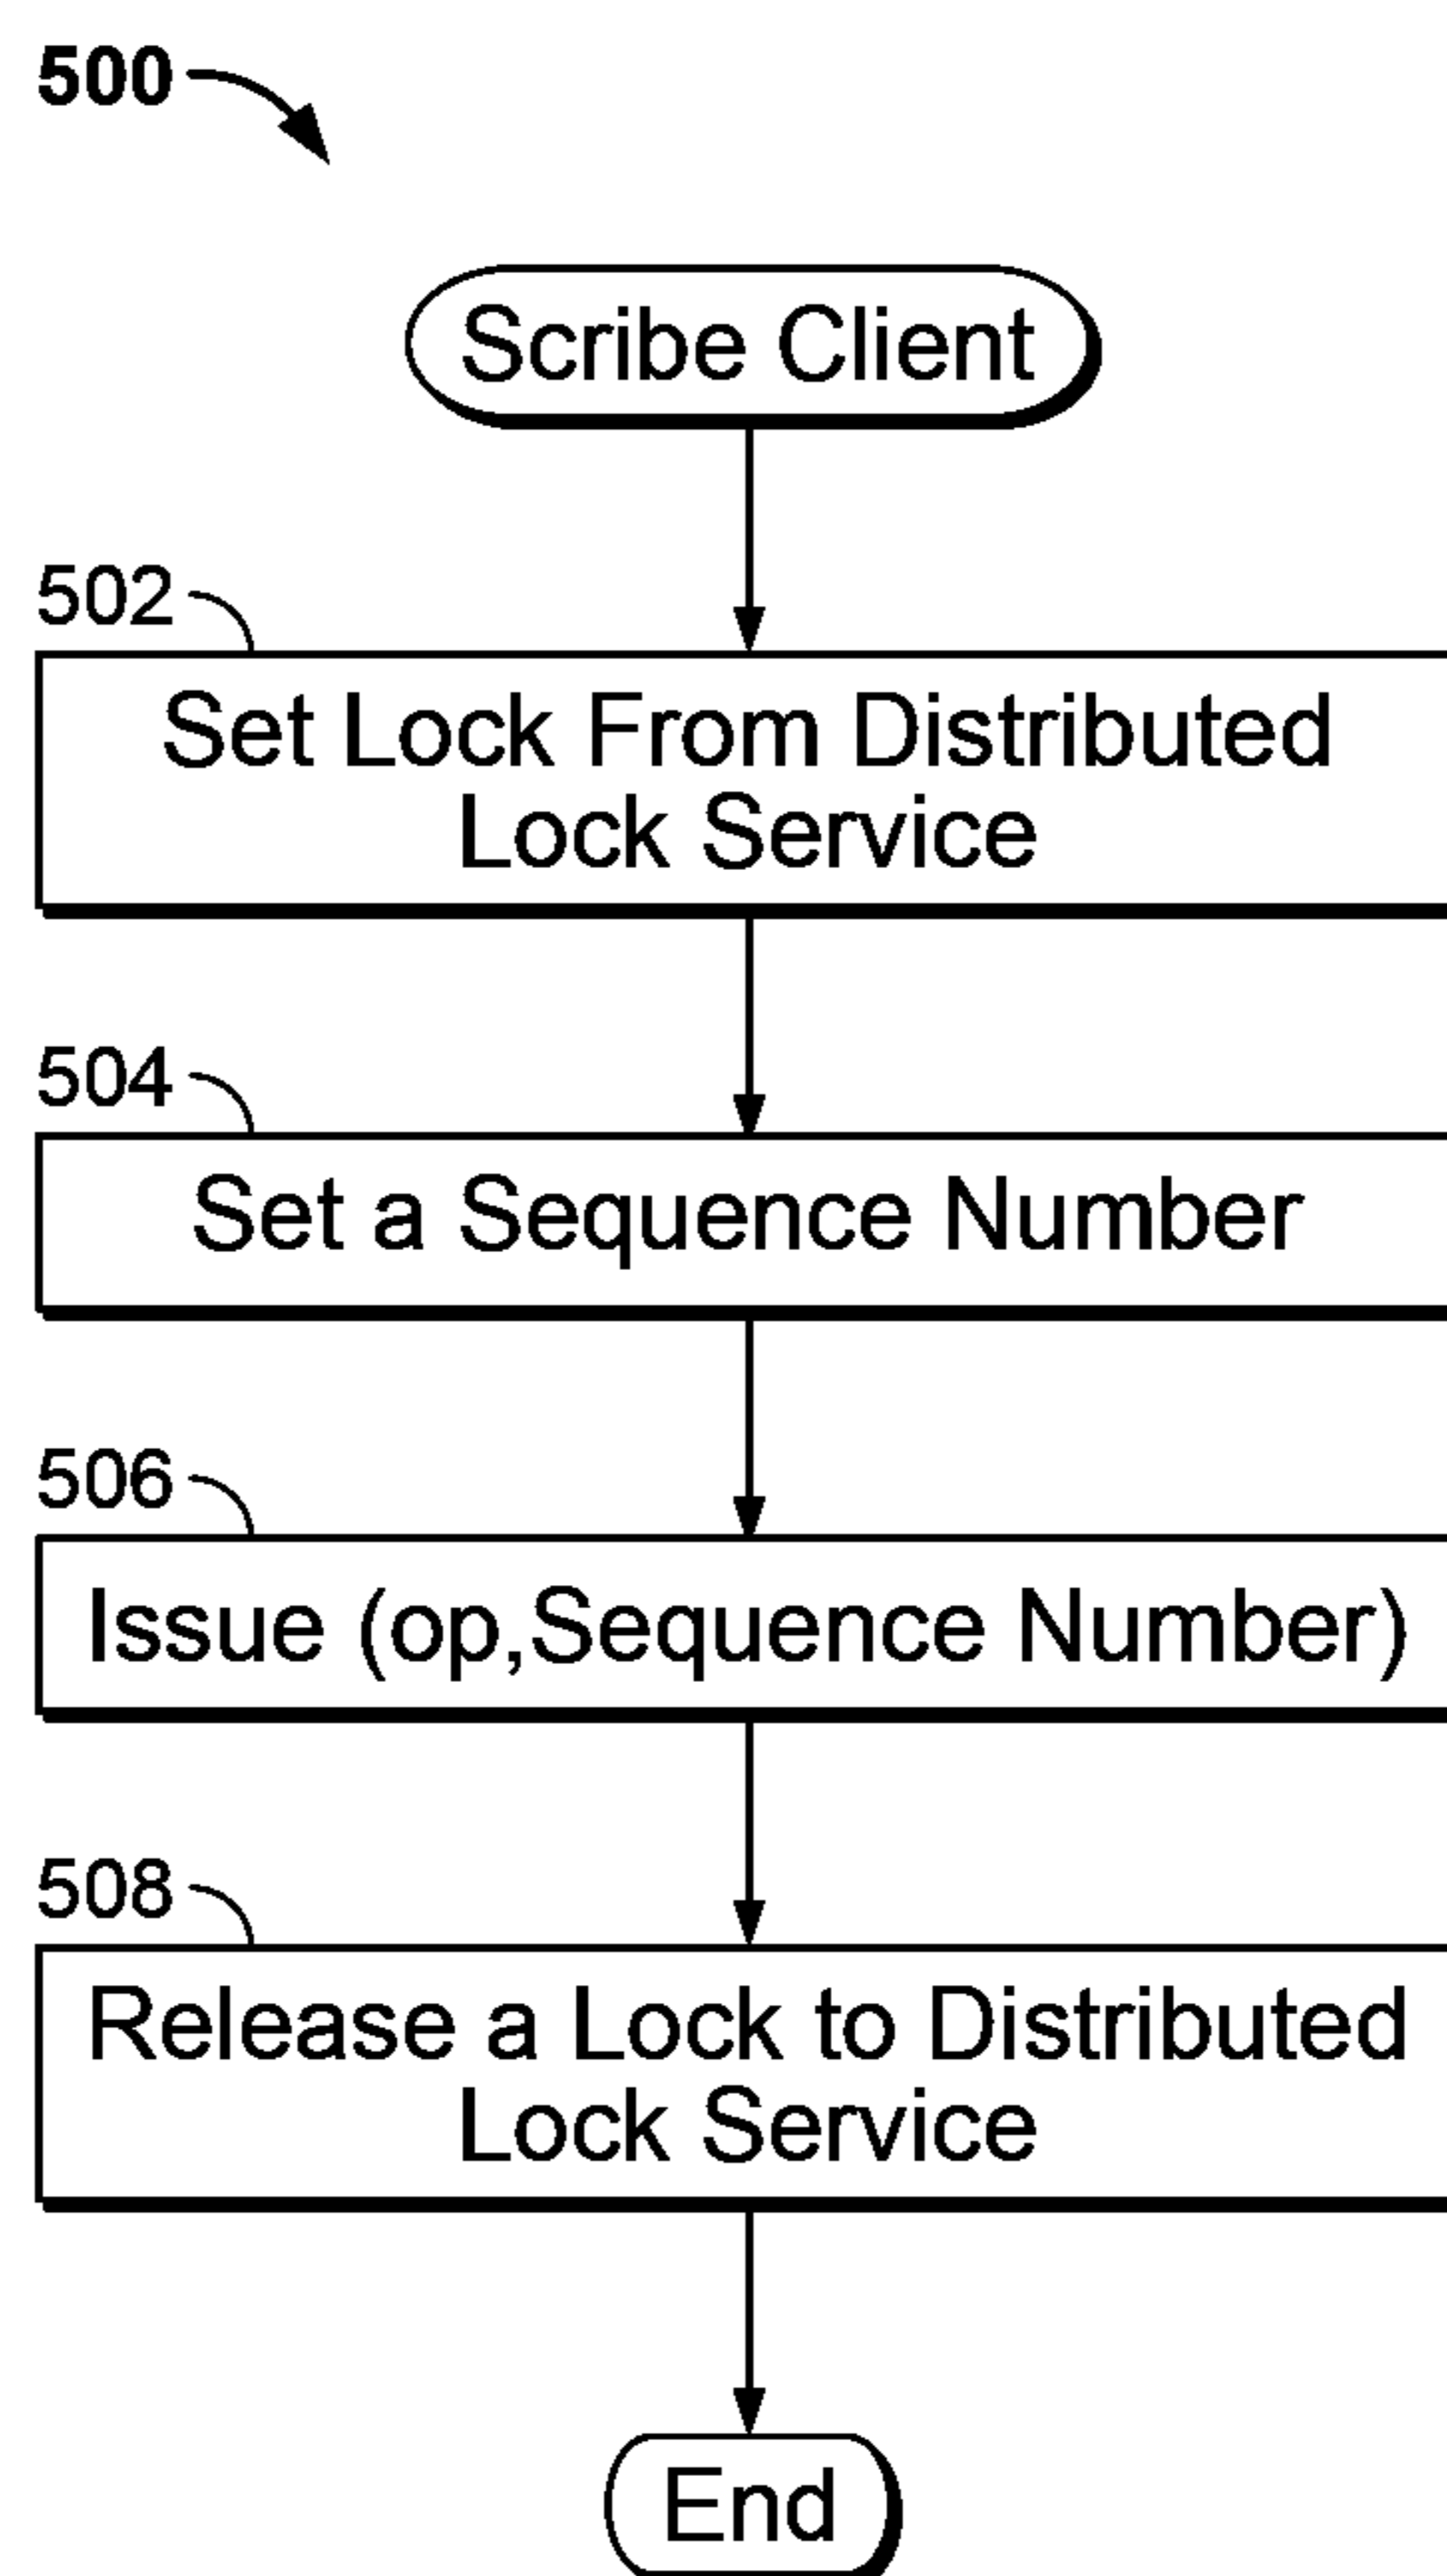 500
Scribe Client
502
Set Lock From Distributed
Lock Service
504
Set a Sequence Number
506
Issue (op,Sequence Number)
508
Release a Lock to Distributed
Lock Service
End